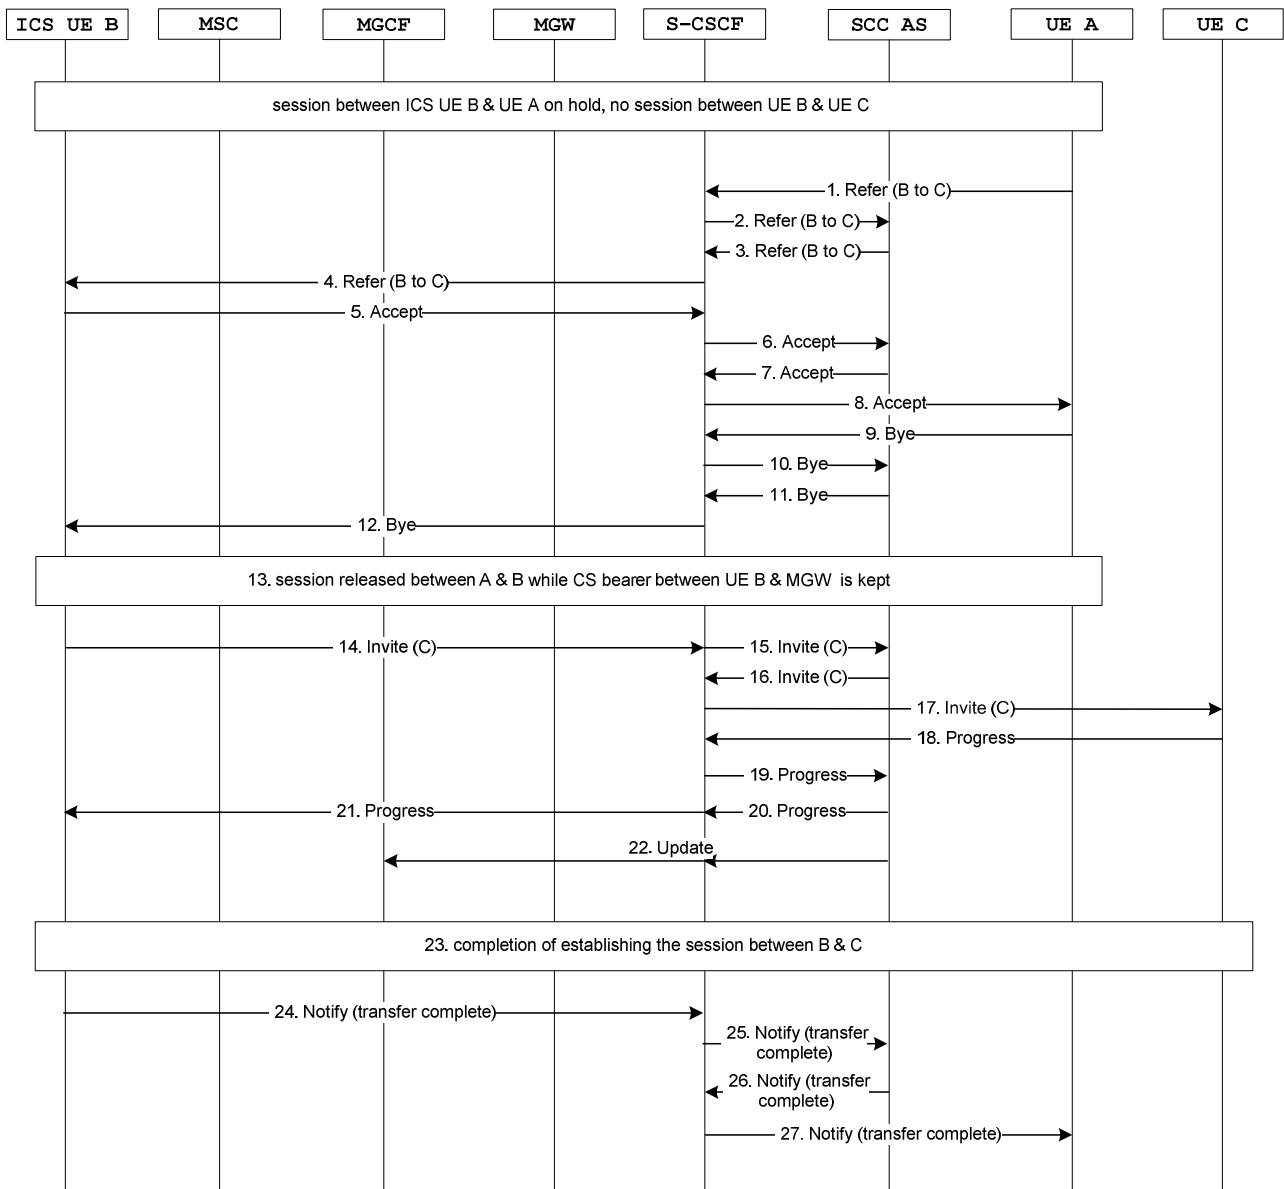 ICS UE B
MSC
MGCF
MGW
S-CSCF
SCC AS
UE A
UE C
session between ICS UE B & UE A on hold, no session between UE B & UE C
1. Refer (B to C)
2. Refer (B to C)
3. Refer (B to C)
4. Refer (B to C)
5. Accept
6. Accept
7. Accept
8. Accept
9. Bye
10. Bye
11. Bye
12. Bye
13. session released between A & B while CS bearer between UE B & MGW is kept
14. Invite (C)
15. Invite (C)
16. Invite (C)
17. Invite (C)
18. Progress
19. Progress
21. Progress
20. Progress
22. Update
23. completion of establishing the session between B & C
24. Notify (transfer complete)
25. Notify (transfer
complete)
26. Notify (transfer
complete)
27. Notify (transfer complete)